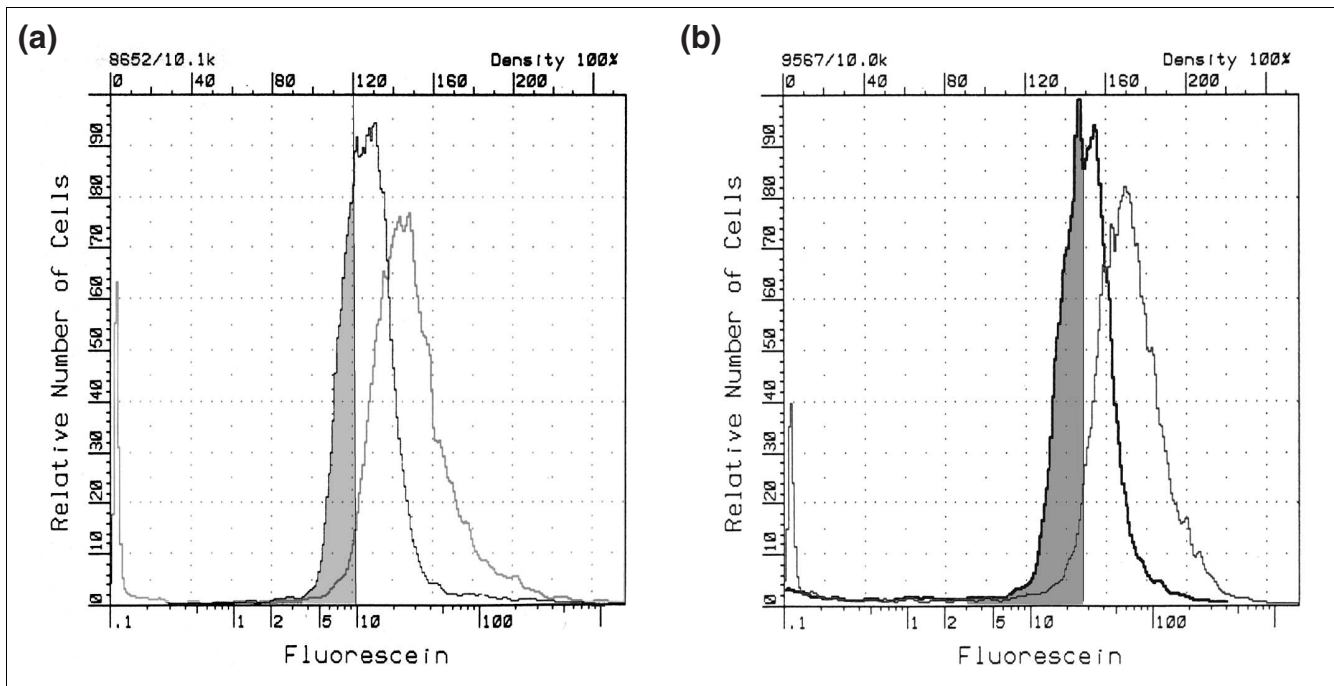 (a)
8652/10.1k Density 100%
0 40 80 120 160 200
Relative Number of Cells
90
80
70
60
50
40
30
20
10
0
.1 1 2 5 10 100
Fluorescein
(b)
9567/10.0k Density 100%
0 40 80 120 160 200
Relative Number of Cells
90
80
70
60
50
40
30
20
10
0
.1 1 2 5 10 100
Fluorescein